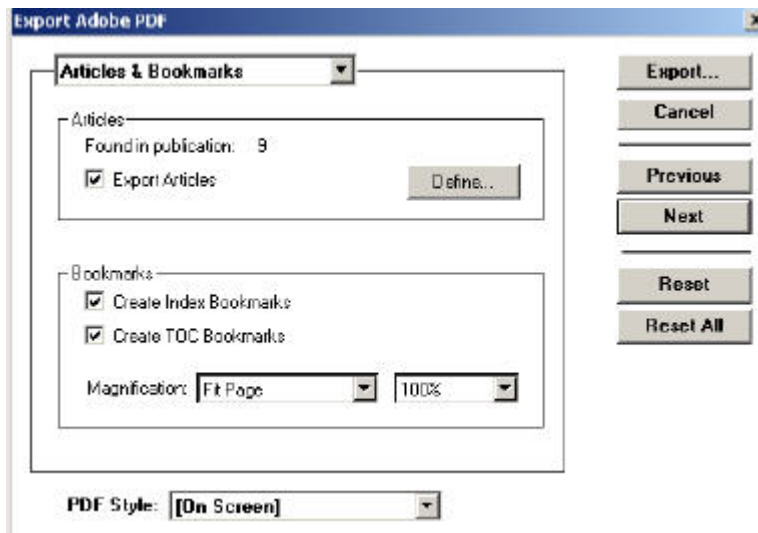 Export Adobe PDF
Articles & Bookmarks
Export...
Cancel
Articles
Found in publication: 9
Export Articles
Define...
Previous
Next
Bookmarks
Create Index Bookmarks
Create TOC Bookmarks
Reset
Reset All
Magnification: Fit Page 100%
PDF Style: [On Screen]